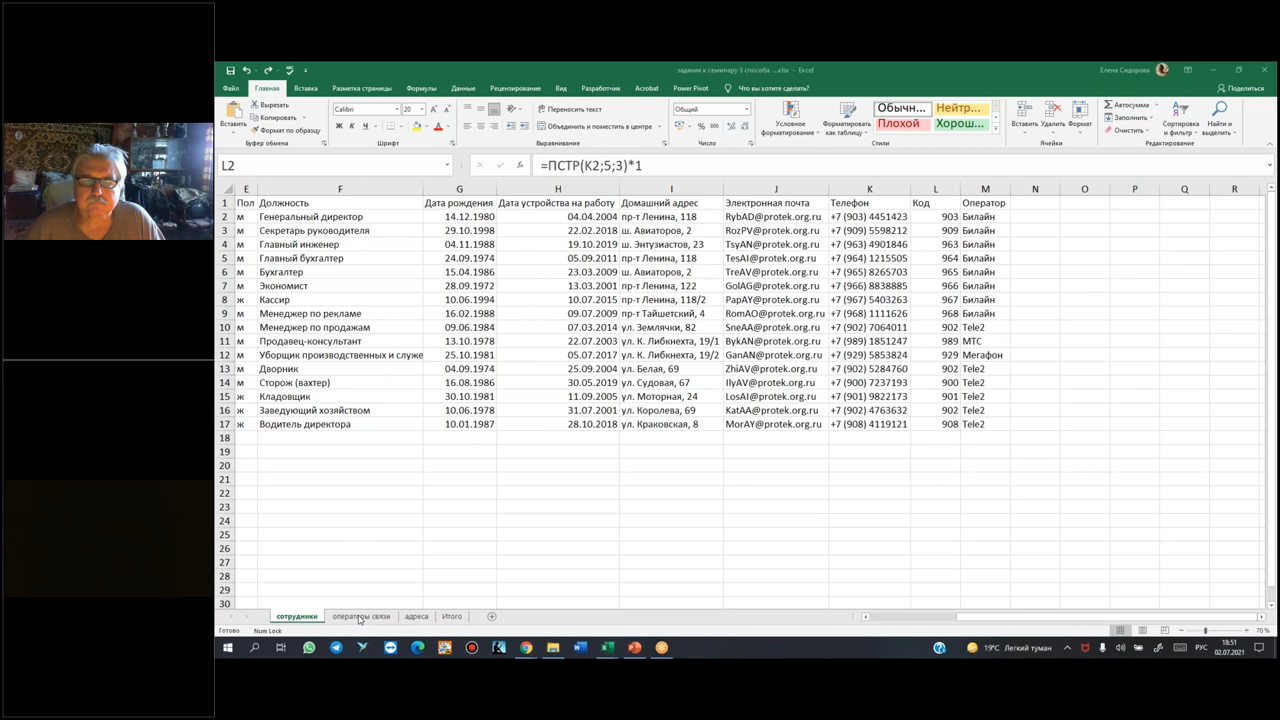 задания к семинару 3 способа ....xlsx - Excel
Елена Сидорова
Файл Главная Вставка Разметка страницы Формулы Данные Рецензирование Вид Разработчик Acrobat Power Pivot Что вы хотите сделать? Поделиться
Вставить
Вырезать
Копировать
Формат по образцу
Буфер обмена
Calibri 20
Ж К Ч
Шрифт
Переносить текст
Объединить и поместить в центре
Выравнивание
Общий
Число
Условное форматирование
Форматировать как таблицу
Обычн... Нейтр...
Плохой Хорош...
Стили
Вставить Удалить Формат
Ячейки
Автосумма
Заполнить
Очистить
Сортировка и фильтр
Найти и выделить
Редактирование
L2 fx =ПСТР(K2;5;3)*1
E F G H I J K L M N O P Q R
1 Пол Должность Дата рождения Дата устройства на работу Домашний адрес Электронная почта Телефон Код Оператор
2 м Генеральный директор 14.12.1980 04.04.2004 пр-т Ленина, 118 RybAD@protek.org.ru +7 (903) 4451423 903 Билайн
3 м Секретарь руководителя 29.10.1998 22.02.2018 ш. Авиаторов, 2 RozPV@protek.org.ru +7 (909) 5598212 909 Билайн
4 м Главный инженер 04.11.1988 19.10.2019 ш. Энтузиастов, 23 TsyAN@protek.org.ru +7 (963) 4901846 963 Билайн
5 м Главный бухгалтер 24.09.1974 05.09.2011 пр-т Ленина, 118 TesAI@protek.org.ru +7 (964) 1215505 964 Билайн
6 м Бухгалтер 15.04.1986 23.03.2009 ш. Авиаторов, 2 TreAV@protek.org.ru +7 (965) 8265703 965 Билайн
7 м Экономист 28.09.1972 13.03.2001 пр-т Ленина, 122 GolAG@protek.org.ru +7 (966) 8838885 966 Билайн
8 ж Кассир 10.06.1994 10.07.2015 пр-т Ленина, 118/2 PapAY@protek.org.ru +7 (967) 5403263 967 Билайн
9 м Менеджер по рекламе 16.02.1988 09.07.2009 пр-т Тайшетский, 4 RomAO@protek.org.ru +7 (968) 1111626 968 Билайн
10 м Менеджер по продажам 09.06.1984 07.03.2014 ул. Землячки, 82 SneAA@protek.org.ru +7 (902) 7064011 902 Tele2
11 м Продавец-консультант 13.10.1978 22.07.2003 ул. К. Либкнехта, 19/1 BykAN@protek.org.ru +7 (989) 1851247 989 МТС
12 м Уборщик производственных и служе 25.10.1981 05.07.2017 ул. К. Либкнехта, 19/2 GanAN@protek.org.ru +7 (929) 5853824 929 Мегафон
13 м Дворник 04.09.1974 25.09.2004 ул. Белая, 69 ZhiAV@protek.org.ru +7 (902) 5284760 902 Tele2
14 м Сторож (вахтер) 16.08.1986 30.05.2019 ул. Судовая, 67 IlyAV@protek.org.ru +7 (900) 7237193 900 Tele2
15 ж Кладовщик 30.10.1981 11.09.2005 ул. Моторная, 24 LosAI@protek.org.ru +7 (901) 9822173 901 Tele2
16 ж Заведующий хозяйством 10.06.1978 31.07.2001 ул. Королева, 69 KatAA@protek.org.ru +7 (902) 4763632 902 Tele2
17 ж Водитель директора 10.01.1987 28.10.2018 ул. Краковская, 8 MorAY@protek.org.ru +7 (908) 4119121 908 Tele2
18
19
20
21
22
23
24
25
26
27
28
29
30
сотрудники операторы связи адреса Итого
Готово Num Lock 70 %
19°C Легкий туман РУС 18:51
02.07.2021